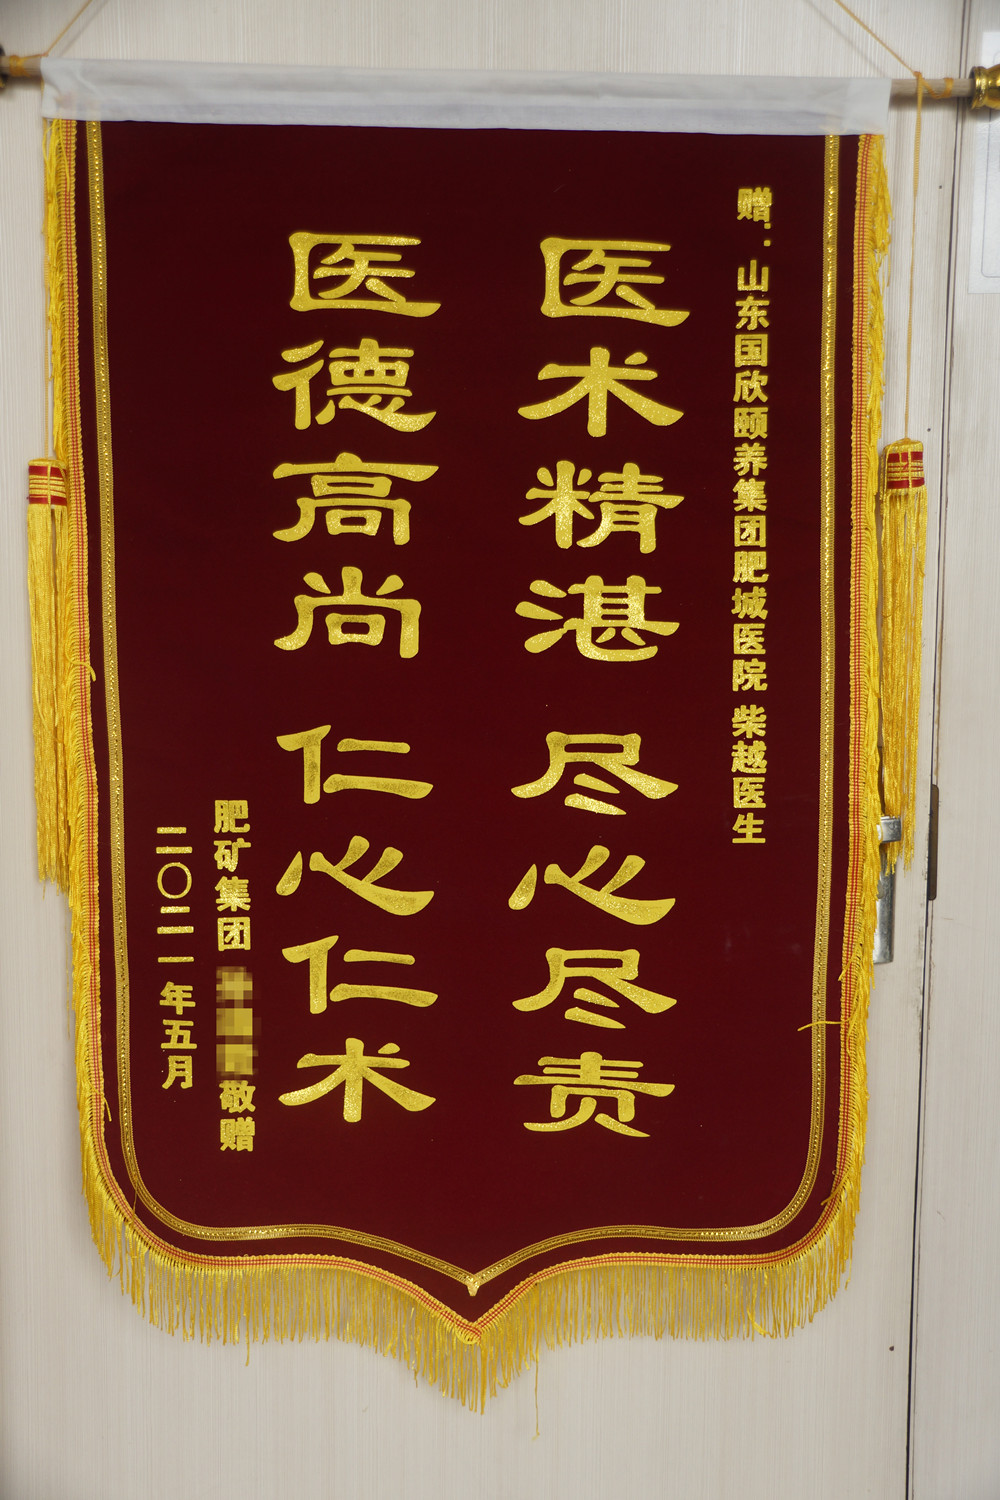 赠：山东国欣颐养集团肥城医院 柴越医生
医术精湛 尽心尽责
医德高尚 仁心仁术
肥矿集团 敬赠
二〇二一年五月